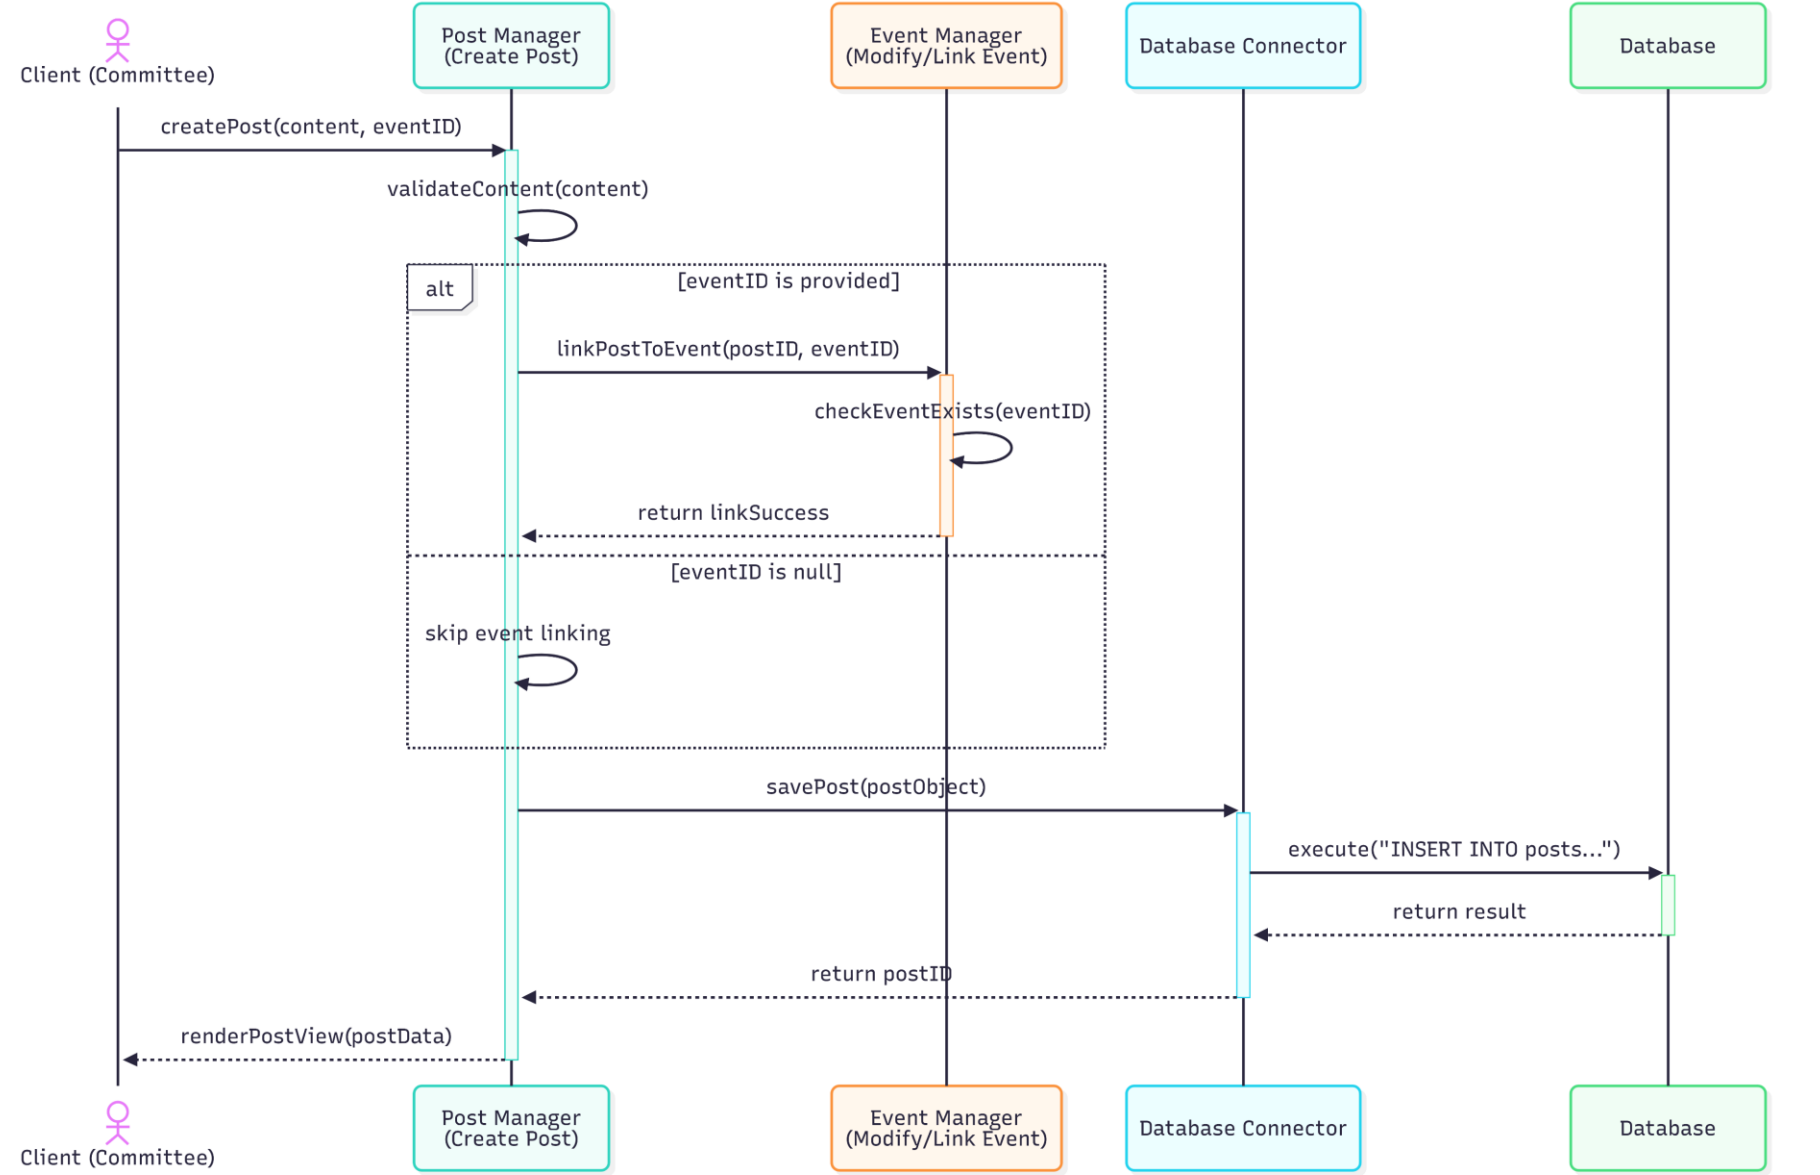 Client (Committee)
Post Manager
(Create Post)
Event Manager
(Modify/Link Event)
Database Connector
Database
createPost(content, eventID)
validateContent(content)
alt
[eventID is provided]
linkPostToEvent(postID, eventID)
checkEventExists(eventID)
return linkSuccess
[eventID is null]
skip event linking
savePost(postObject)
execute("INSERT INTO posts...")
return result
return postID
renderPostView(postData)
Client (Committee)
Post Manager
(Create Post)
Event Manager
(Modify/Link Event)
Database Connector
Database